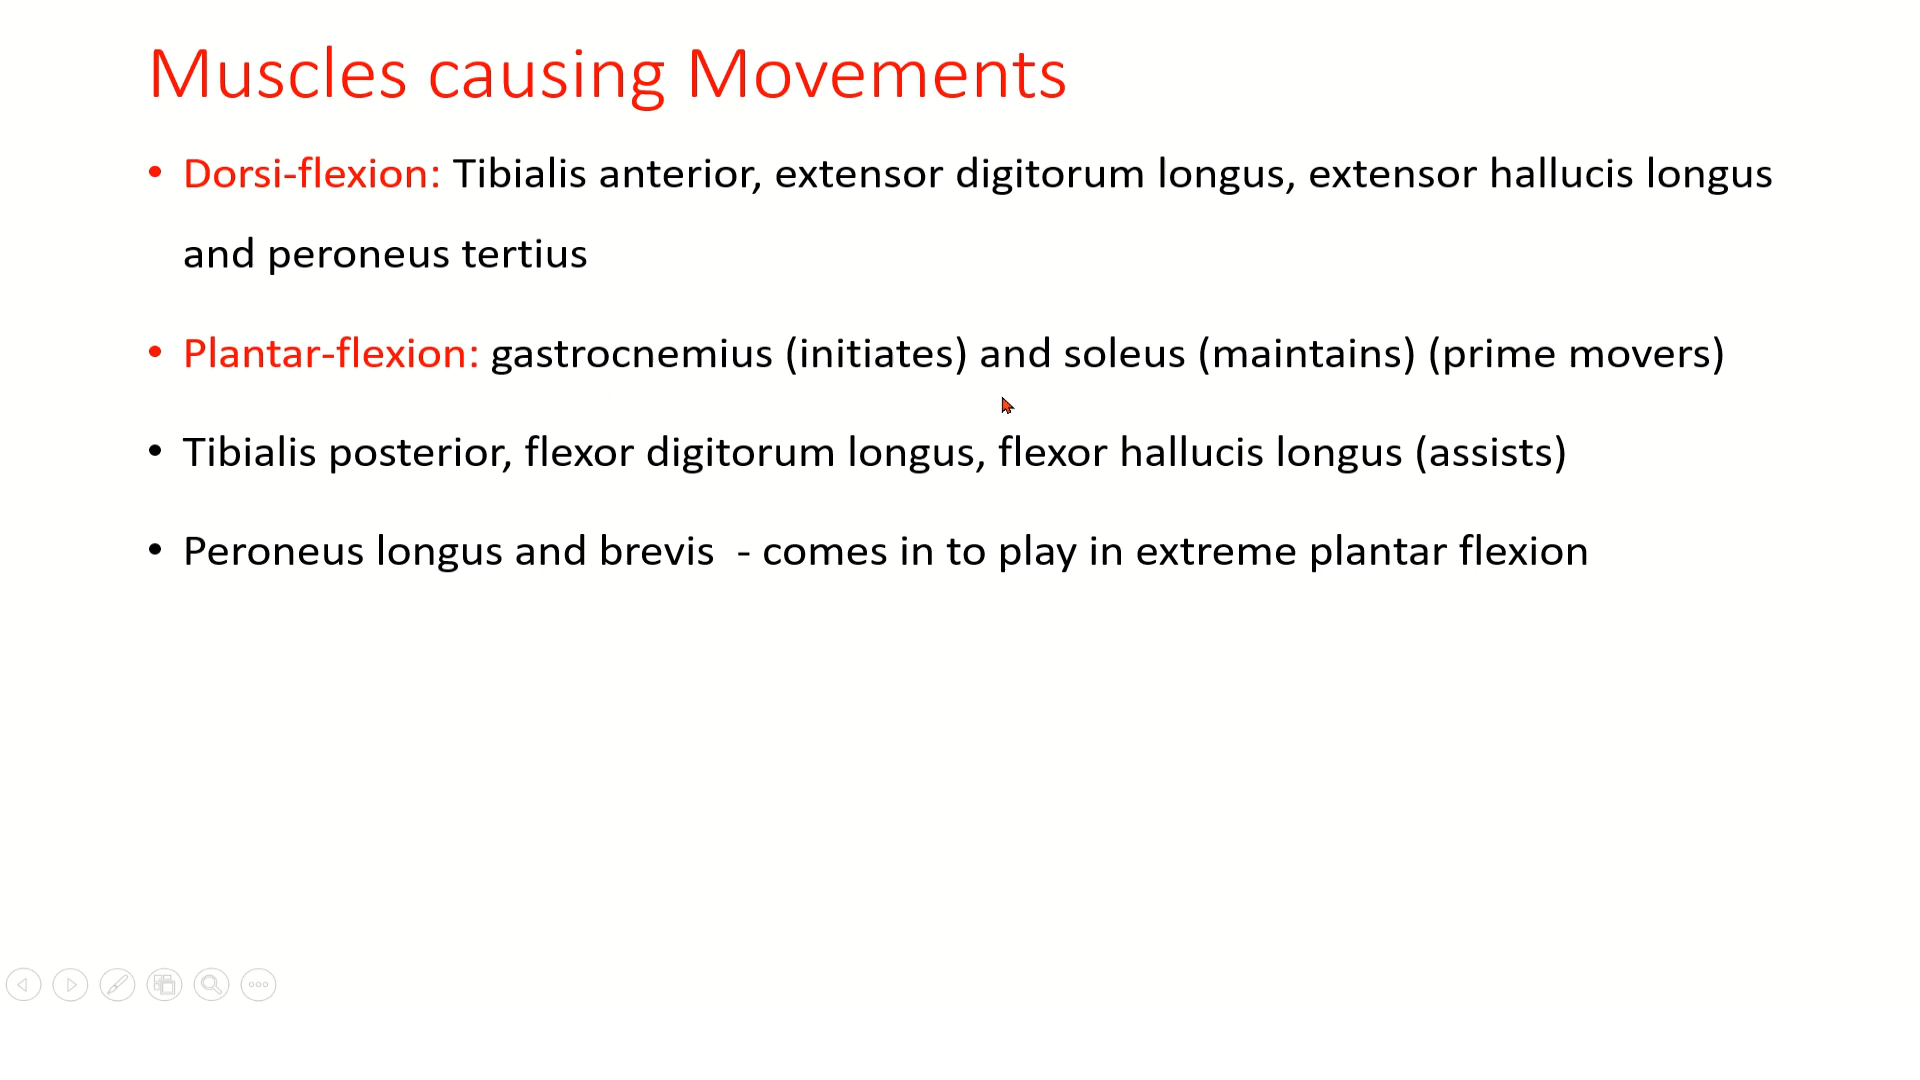 Muscles causing Movements
• Dorsi-flexion: Tibialis anterior, extensor digitorum longus, extensor hallucis longus
and peroneus tertius
• Plantar-flexion: gastrocnemius (initiates) and soleus (maintains) (prime movers)
• Tibialis posterior, flexor digitorum longus, flexor hallucis longus (assists)
• Peroneus longus and brevis  - comes in to play in extreme plantar flexion